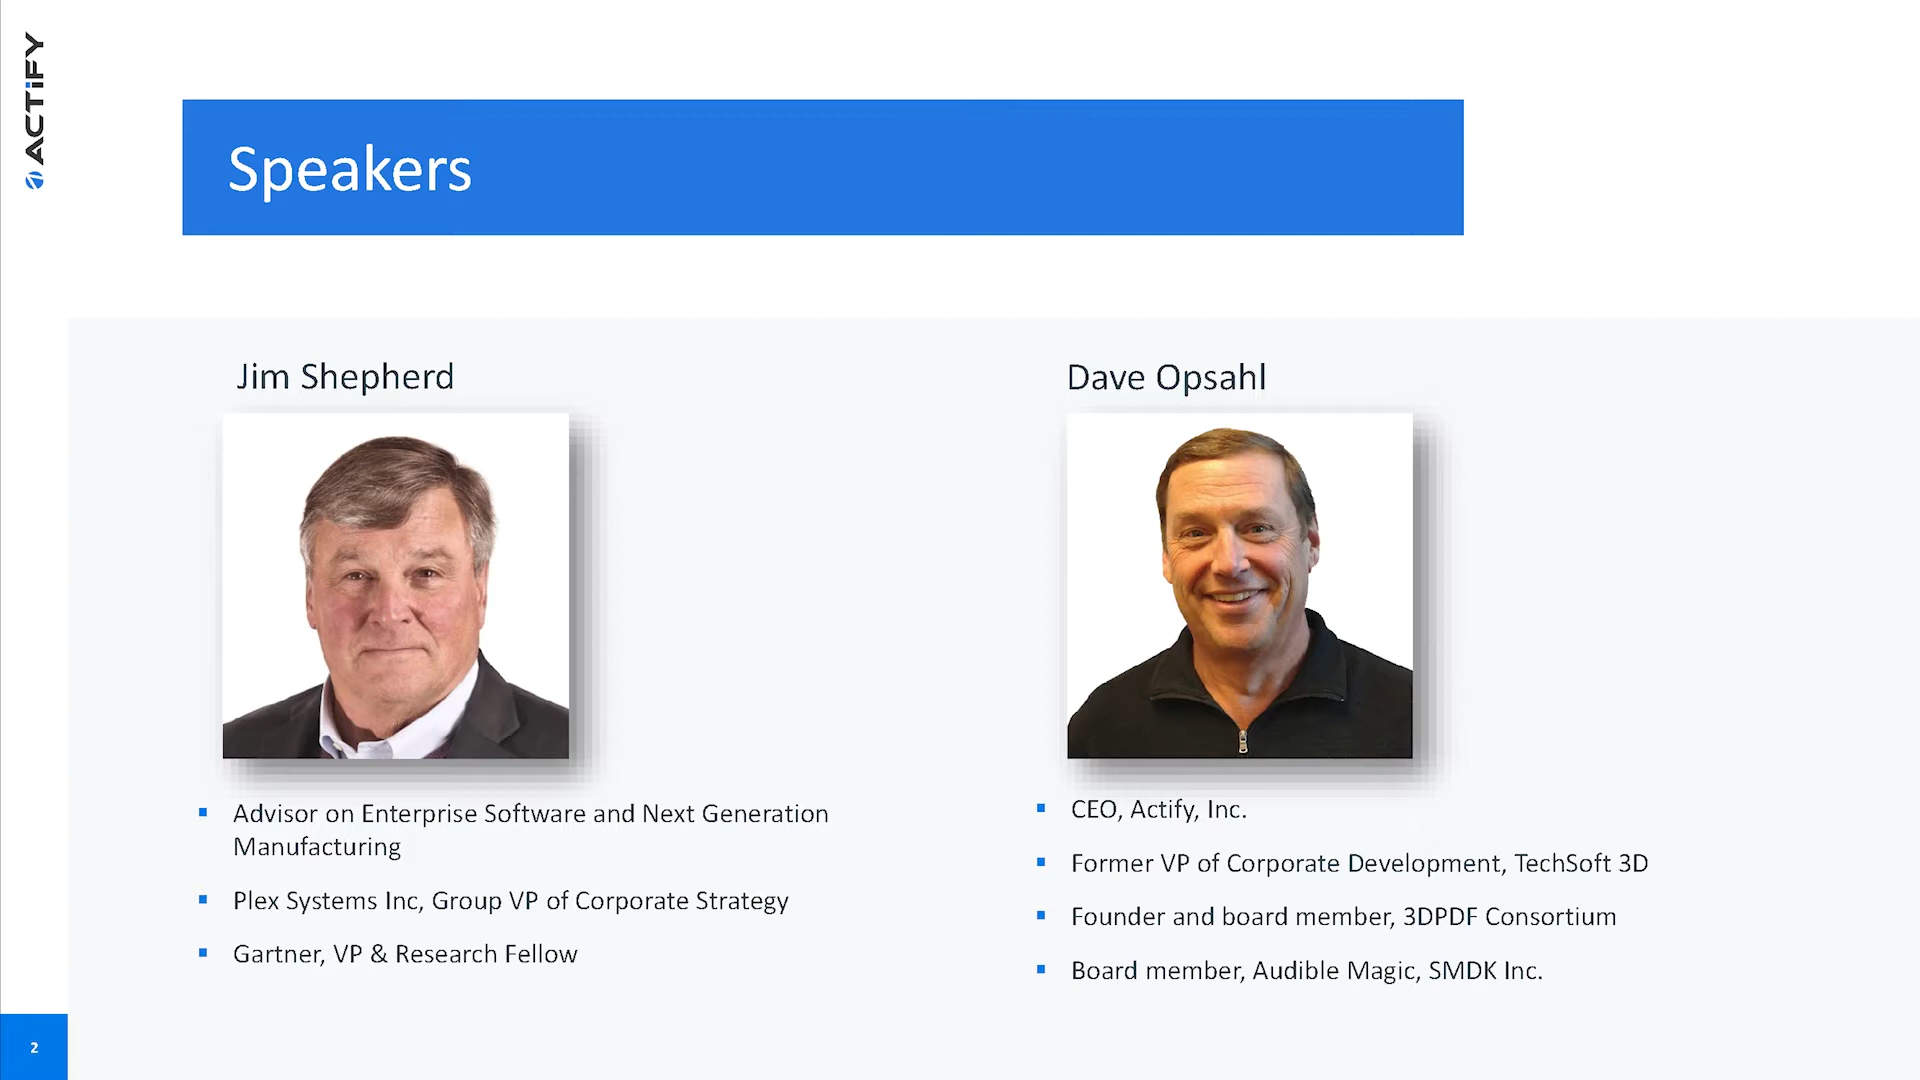 ACTiFY
Speakers
Jim Shepherd
Advisor on Enterprise Software and Next Generation
Manufacturing
Plex Systems Inc, Group VP of Corporate Strategy
Gartner, VP & Research Fellow
Dave Opsahl
CEO, Actify, Inc.
Former VP of Corporate Development, TechSoft 3D
Founder and board member, 3DPDF Consortium
Board member, Audible Magic, SMDK Inc.
2